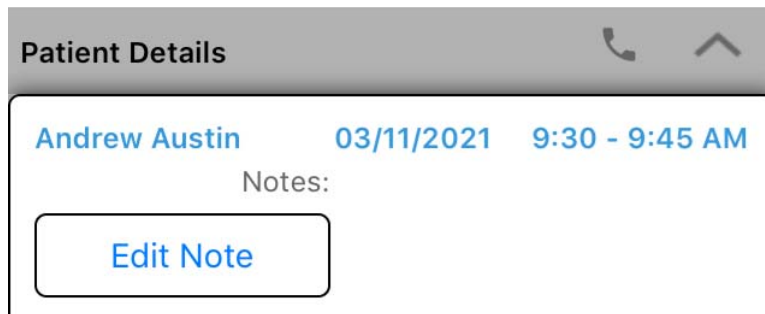 Patient Details
Andrew Austin 03/11/2021 9:30 - 9:45 AM
Notes:
Edit Note